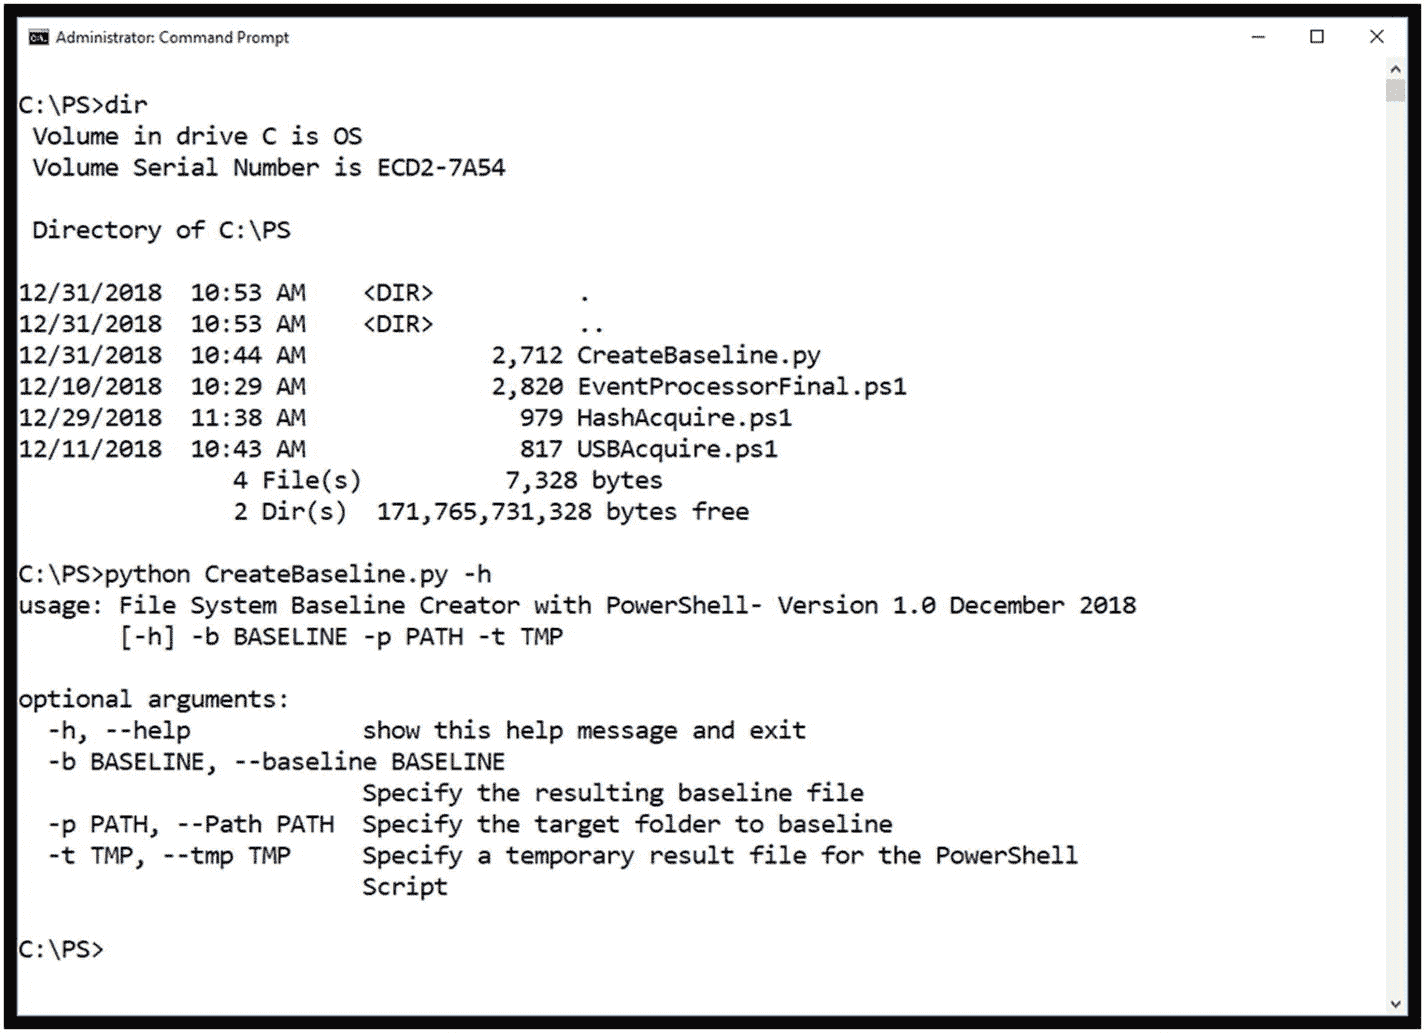 Administrator: Command Prompt
C:\PS>dir
Volume in drive C is OS
Volume Serial Number is ECD2-7A54
Directory of C:\PS
12/31/2018  10:53 AM    <DIR>          .
12/31/2018  10:53 AM    <DIR>          ..
12/31/2018  10:44 AM             2,712 CreateBaseline.py
12/10/2018  10:29 AM             2,820 EventProcessorFinal.ps1
12/29/2018  11:38 AM               979 HashAcquire.ps1
12/11/2018  10:43 AM               817 USBAcquire.ps1
4 File(s)          7,328 bytes
2 Dir(s)  171,765,731,328 bytes free
C:\PS>python CreateBaseline.py -h
usage: File System Baseline Creator with PowerShell- Version 1.0 December 2018
[-h] -b BASELINE -p PATH -t TMP
optional arguments:
-h, --help            show this help message and exit
-b BASELINE, --baseline BASELINE
Specify the resulting baseline file
-p PATH, --Path PATH  Specify the target folder to baseline
-t TMP, --tmp TMP     Specify a temporary result file for the PowerShell
Script
C:\PS>